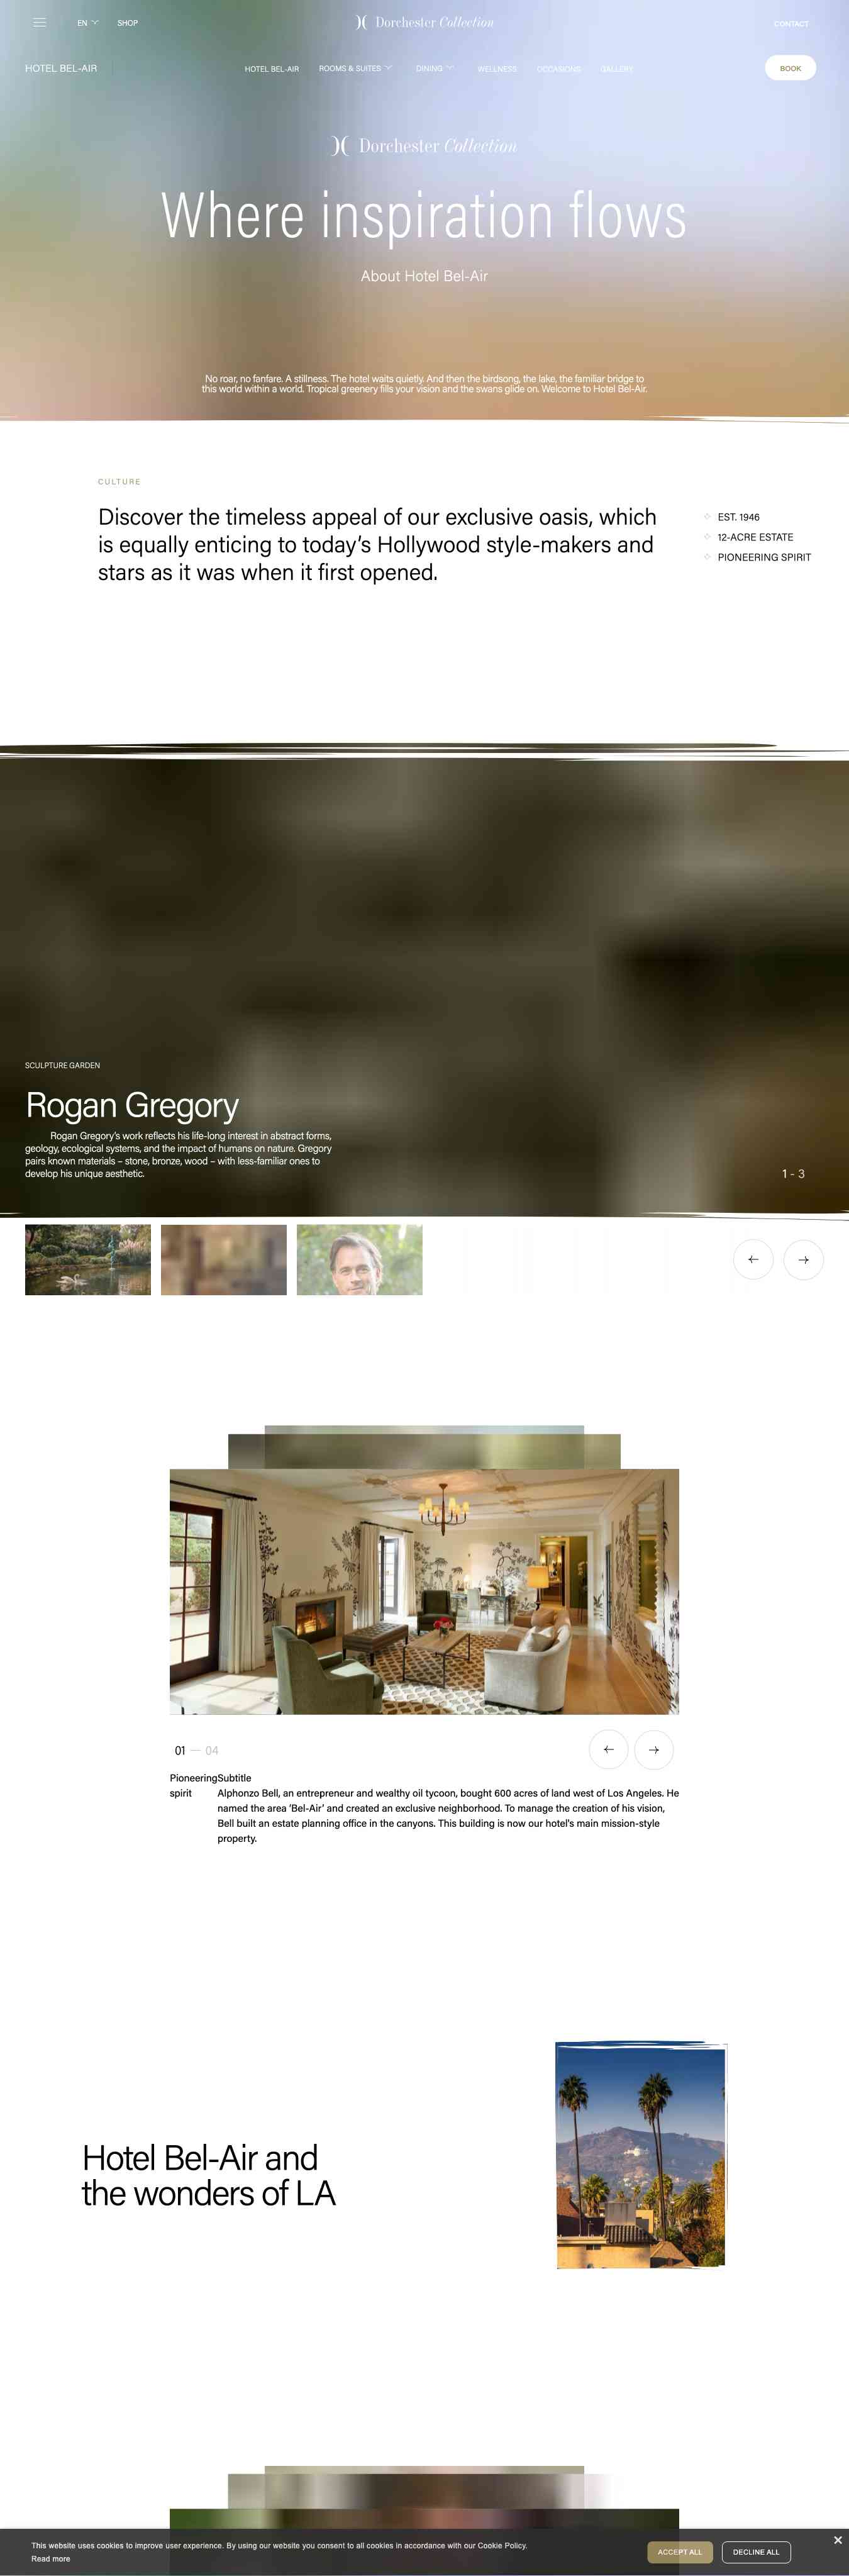 EN
SHOP
Dorchester Collection
CONTACT
HOTEL BEL-AIR
HOTEL BEL-AIR
ROOMS & SUITES
DINING
WELLNESS
OCCASIONS
GALLERY
BOOK
Dorchester Collection
Where inspiration flows
About Hotel Bel-Air
No roar, no fanfare. A stillness. The hotel waits quietly. And then the birdsong, the lake, the familiar bridge to
this world within a world. Tropical greenery fills your vision and the swans glide on. Welcome to Hotel Bel-Air.
CULTURE
Discover the timeless appeal of our exclusive oasis, which
is equally enticing to today's Hollywood style-makers and
stars as it was when it first opened.
EST. 1946
12-ACRE ESTATE
PIONEERING SPIRIT
SCULPTURE GARDEN
Rogan Gregory
Rogan Gregory's work reflects his life-long interest in abstract forms,
geology, ecological systems, and the impact of humans on nature. Gregory
pairs known materials – stone, bronze, wood – with less-familiar ones to
develop his unique aesthetic.
1 - 3
01 — 04
Pioneering
spirit
Subtitle
Alphonzo Bell, an entrepreneur and wealthy oil tycoon, bought 600 acres of land west of Los Angeles. He
named the area 'Bel-Air' and created an exclusive neighborhood. To manage the creation of his vision,
Bell built an estate planning office in the canyons. This building is now our hotel's main mission-style
property.
Hotel Bel-Air and
the wonders of LA
This website uses cookies to improve user experience. By using our website you consent to all cookies in accordance with our Cookie Policy.
Read more
ACCEPT ALL
DECLINE ALL